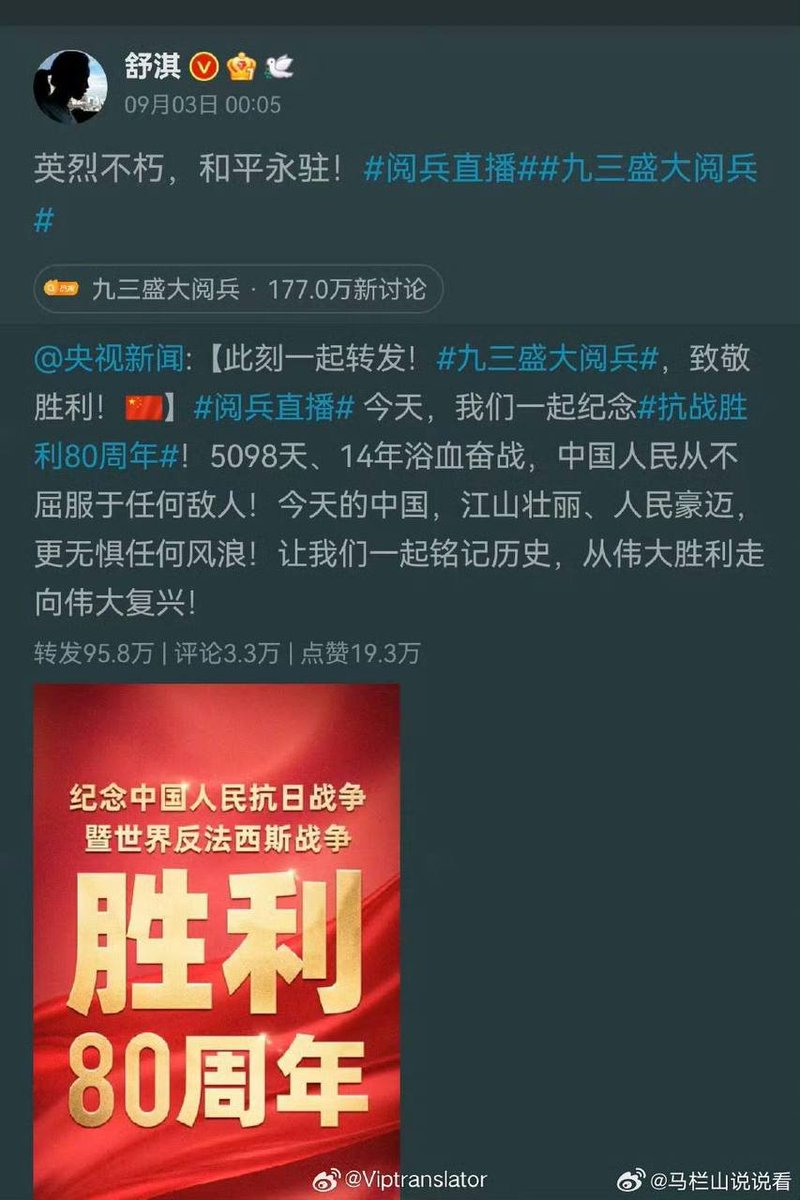 舒淇
09月03日 00:05
英烈不朽，和平永驻！#阅兵直播##九三盛大阅兵
#
九三盛大阅兵 · 177.0万新讨论
@央视新闻:【此刻一起转发！#九三盛大阅兵#，致敬
胜利！🇨🇳】#阅兵直播# 今天，我们一起纪念#抗战胜
利80周年#！5098天、14年浴血奋战，中国人民从不
屈服于任何敌人！今天的中国，江山壮丽、人民豪迈，
更无惧任何风浪！让我们一起铭记历史，从伟大胜利走
向伟大复兴！
转发95.8万 | 评论3.3万 | 点赞19.3万
纪念中国人民抗日战争
暨世界反法西斯战争
胜利
80周年
@Viptranslator
@马栏山说说看